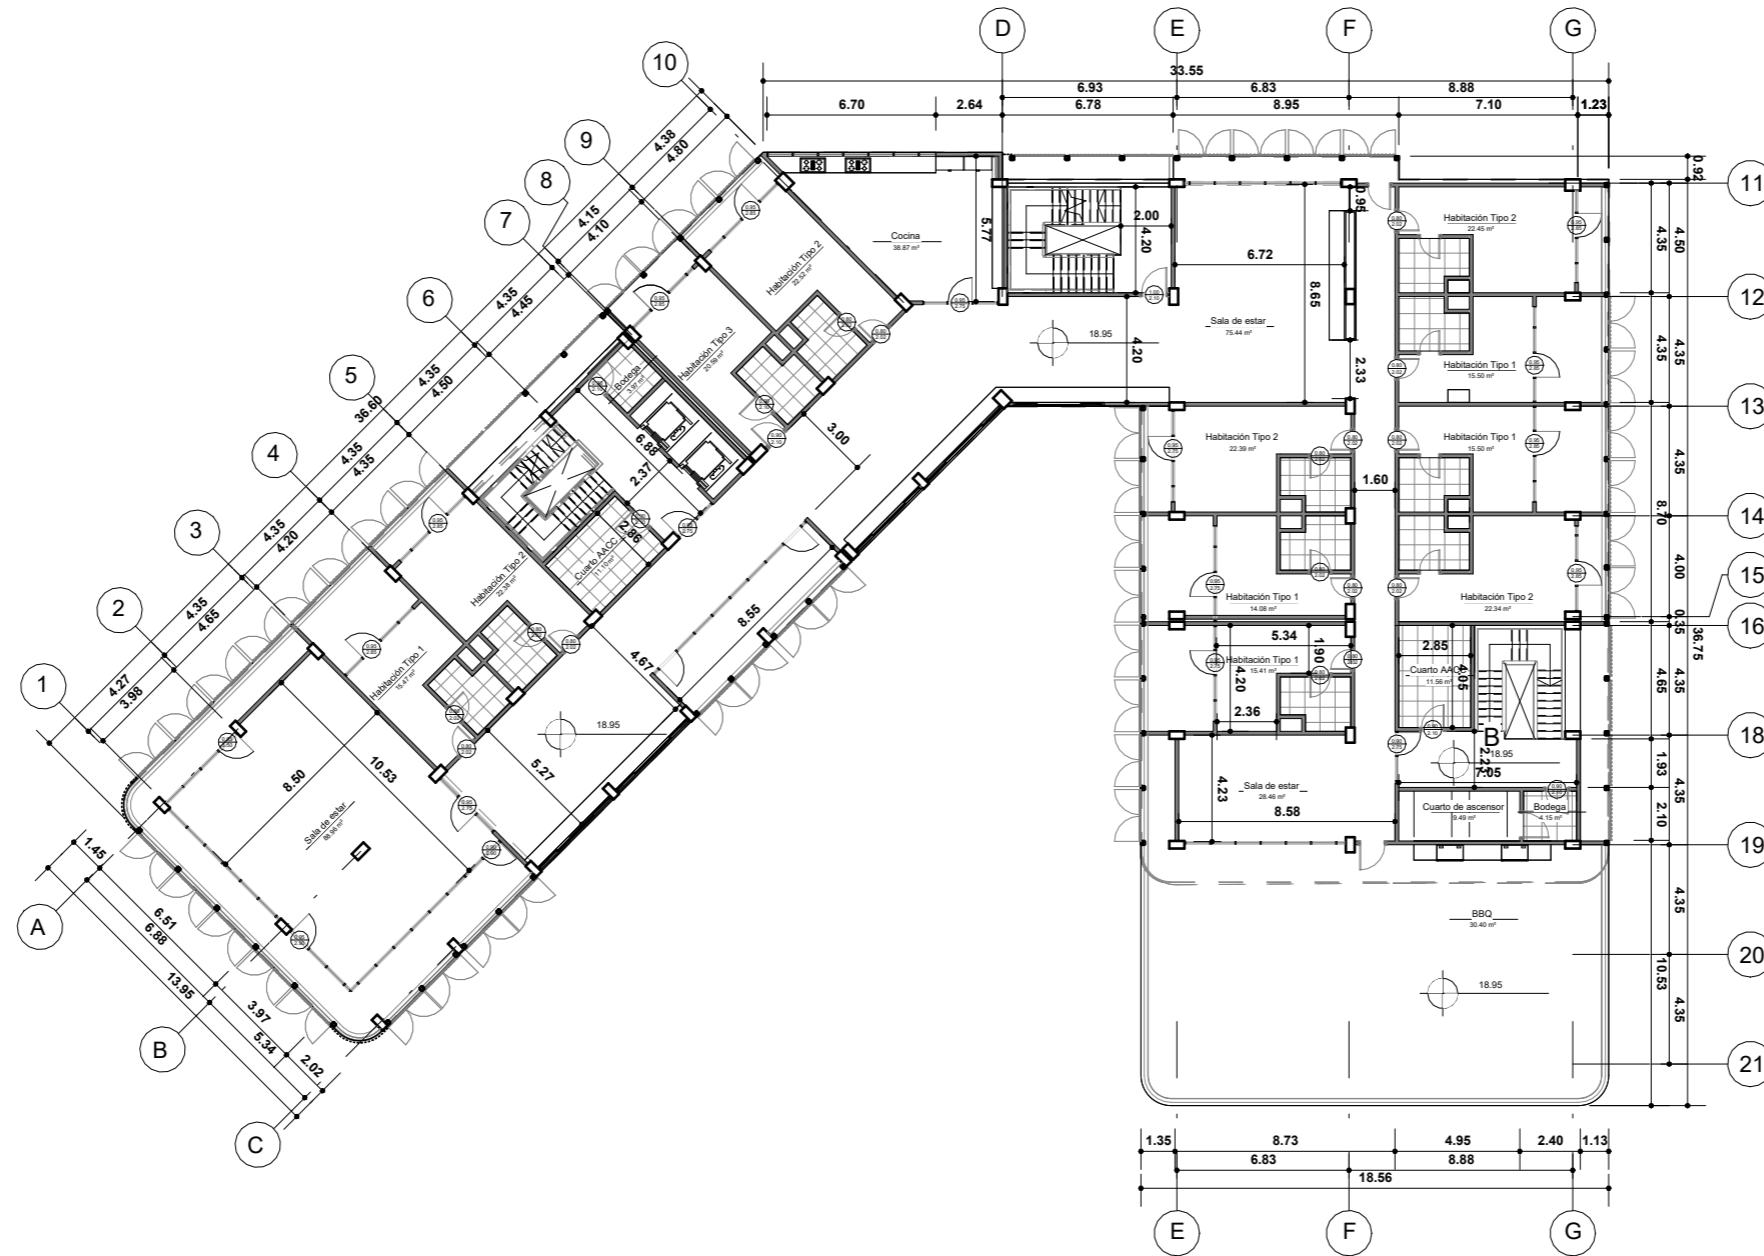 D
E
F
G
33.55
6.93
6.83
8.88
6.70
2.64
6.78
8.95
7.10
1.23
10
9
8
7
6
5
4
3
2
1
4.38
4.80
4.15
4.10
4.35
4.45
4.35
4.50
36.60
4.35
4.35
4.35
4.20
4.35
4.65
4.27
3.98
Cocina
38.87 m²
5.77
2.00
4.20
6.72
8.65
0.95
Sala de estar
75.44 m²
18.95
4.20
2.33
Habitación Tipo 2
22.52 m²
Habitación Tipo 3
20.59 m²
Bodega
3.97 m²
6.88
2.37
3.00
2.86
Cuarto AACC
11.10 m²
Habitación Tipo 2
22.38 m²
Habitación Tipo 1
15.47 m²
8.55
4.67
18.95
5.27
10.53
8.50
Sala de estar
88.96 m²
1.45
6.51
6.88
13.95
3.97
5.34
2.02
A
B
C
Habitación Tipo 2
22.45 m²
Habitación Tipo 1
15.50 m²
Habitación Tipo 2
22.39 m²
Habitación Tipo 1
15.50 m²
1.60
Habitación Tipo 1
14.08 m²
Habitación Tipo 2
22.34 m²
5.34
1.90
Habitación Tipo 1
15.41 m²
4.20
2.36
2.85
4.05
Cuarto AACC
11.56 m²
B
18.95
2.27
7.05
Sala de estar
28.46 m²
4.23
8.58
Cuarto de ascensor
9.49 m²
Bodega
4.15 m²
BBQ
30.40 m²
18.95
0.92
11
4.35
4.50
12
4.35
4.35
13
4.35
8.70
14
4.00
15
0.35
16
36.75
4.65
4.35
18
1.93
4.35
2.10
19
4.35
20
10.53
4.35
21
1.35
8.73
4.95
2.40
1.13
6.83
8.88
18.56
E
F
G